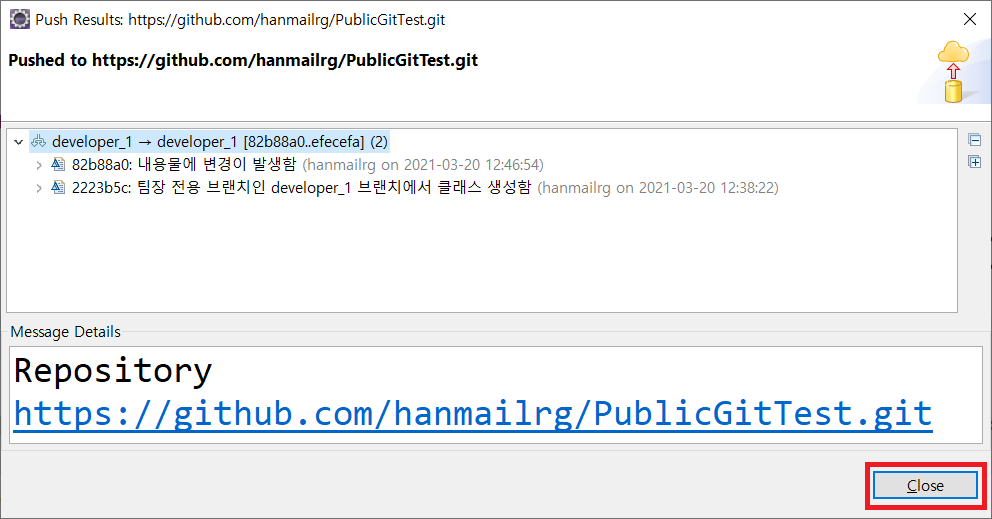 Push Results: https://github.com/hanmailrg/PublicGitTest.git
Pushed to https://github.com/hanmailrg/PublicGitTest.git
developer_1 → developer_1 [82b88a0..efecefa] (2)
82b88a0: 내용물에 변경이 발생함 (hanmailrg on 2021-03-20 12:46:54)
2223b5c: 팀장 전용 브랜치인 developer_1 브랜치에서 클래스 생성함 (hanmailrg on 2021-03-20 12:38:22)
Message Details
Repository
https://github.com/hanmailrg/PublicGitTest.git
Close